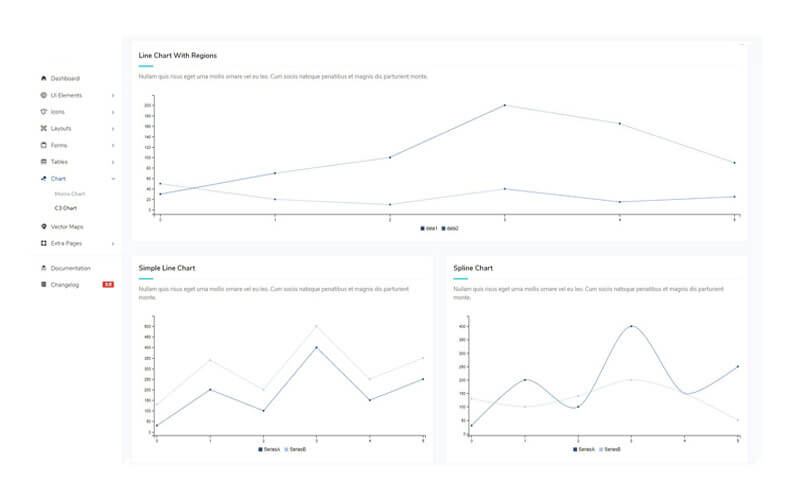 Dashboard
UI Elements
Icons
Layouts
Forms
Tables
Chart
Morris Chart
C3 Chart
Vector Maps
Extra Pages
Documentation
Changelog
Line Chart With Regions
Nullam quis risus eget urna mollis ornare vel eu leo. Cum sociis natoque penatibus et magnis dis parturient monte.
200
180
160
140
120
100
80
60
40
20
0
0 1 2 3 4 5
data1 data2
Simple Line Chart
Nullam quis risus eget urna mollis ornare vel eu leo. Cum sociis natoque penatibus et magnis dis parturient
monte.
500
450
400
350
300
250
200
150
100
50
0
0 1 2 3 4 5
SeriesA SeriesB
Spline Chart
Nullam quis risus eget urna mollis ornare vel eu leo. Cum sociis natoque penatibus et magnis dis parturient
monte.
400
350
300
250
200
150
100
50
0
0 1 2 3 4 5
SeriesA SeriesB